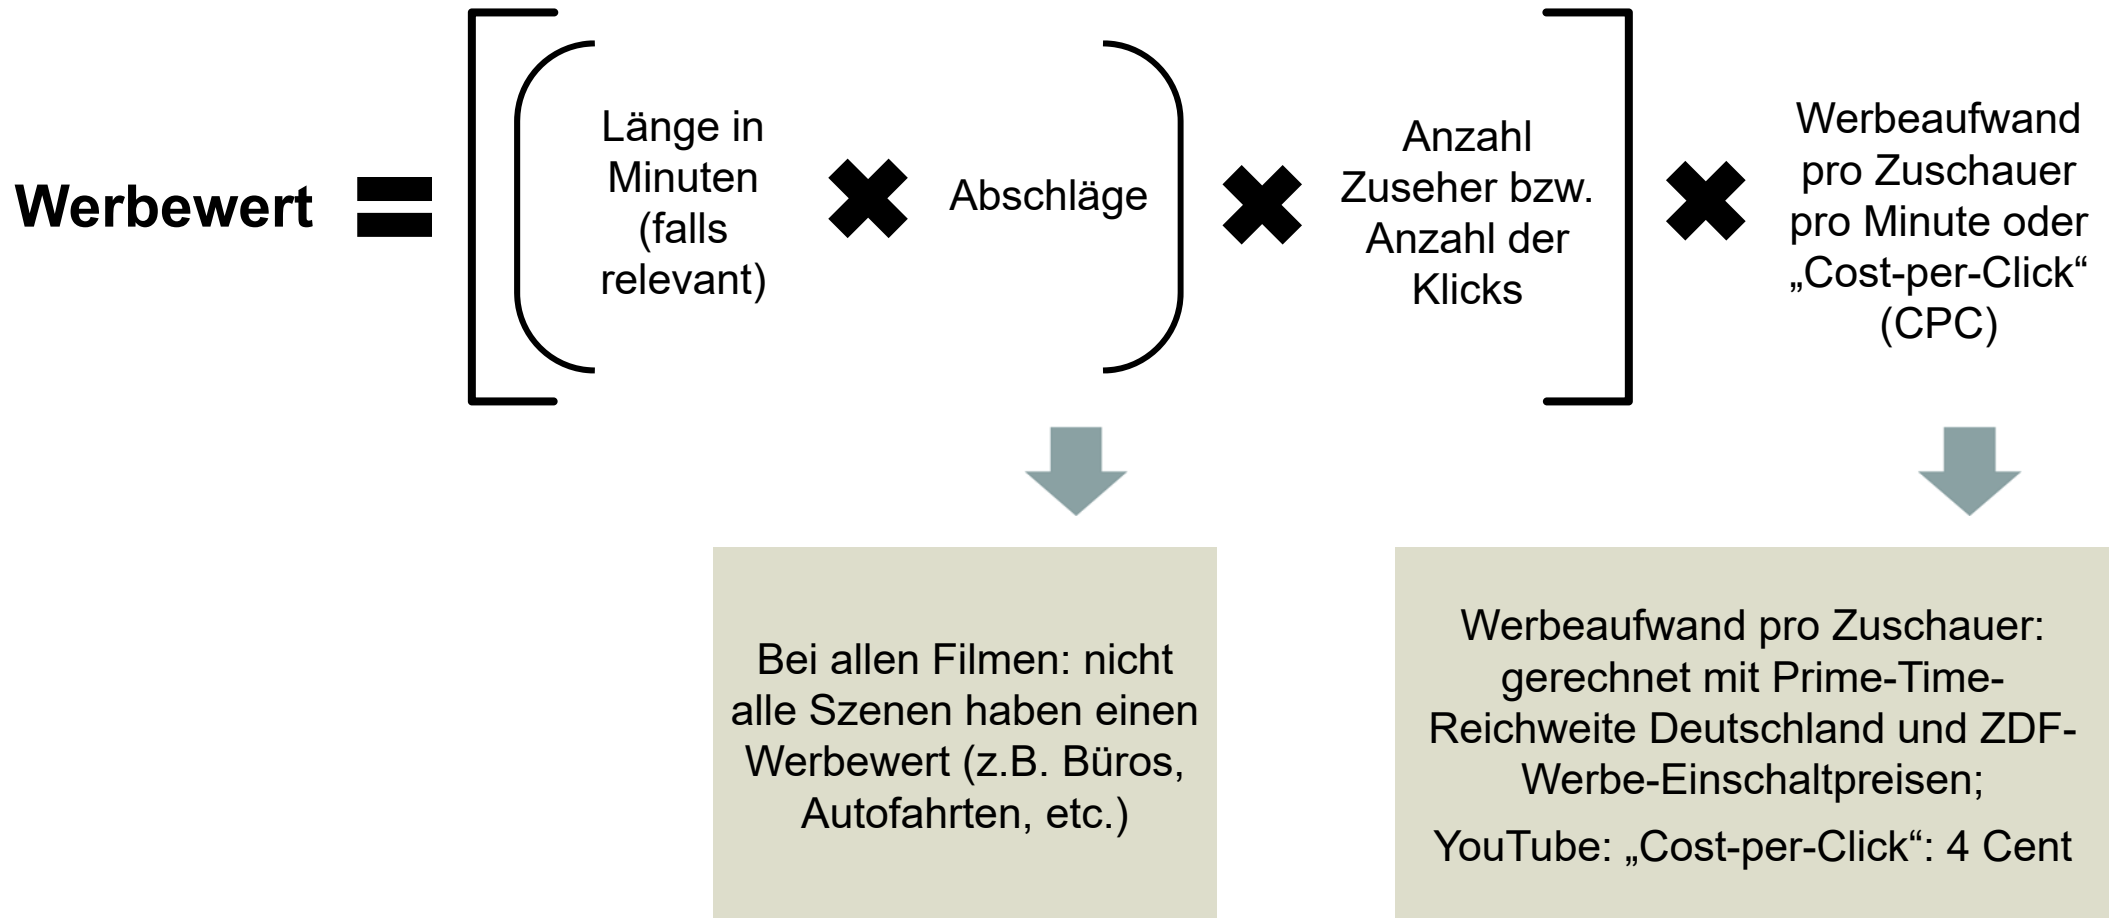 Werbewert
Länge in
Minuten
(falls
relevant)
Abschläge
Anzahl
Zuseher bzw.
Anzahl der
Klicks
Werbeaufwand
pro Zuschauer
pro Minute oder
„Cost-per-Click“
(CPC)
Bei allen Filmen: nicht
alle Szenen haben einen
Werbewert (z.B. Büros,
Autofahrten, etc.)
Werbeaufwand pro Zuschauer:
gerechnet mit Prime-Time-
Reichweite Deutschland und ZDF-
Werbe-Einschaltpreisen;
YouTube: „Cost-per-Click“: 4 Cent